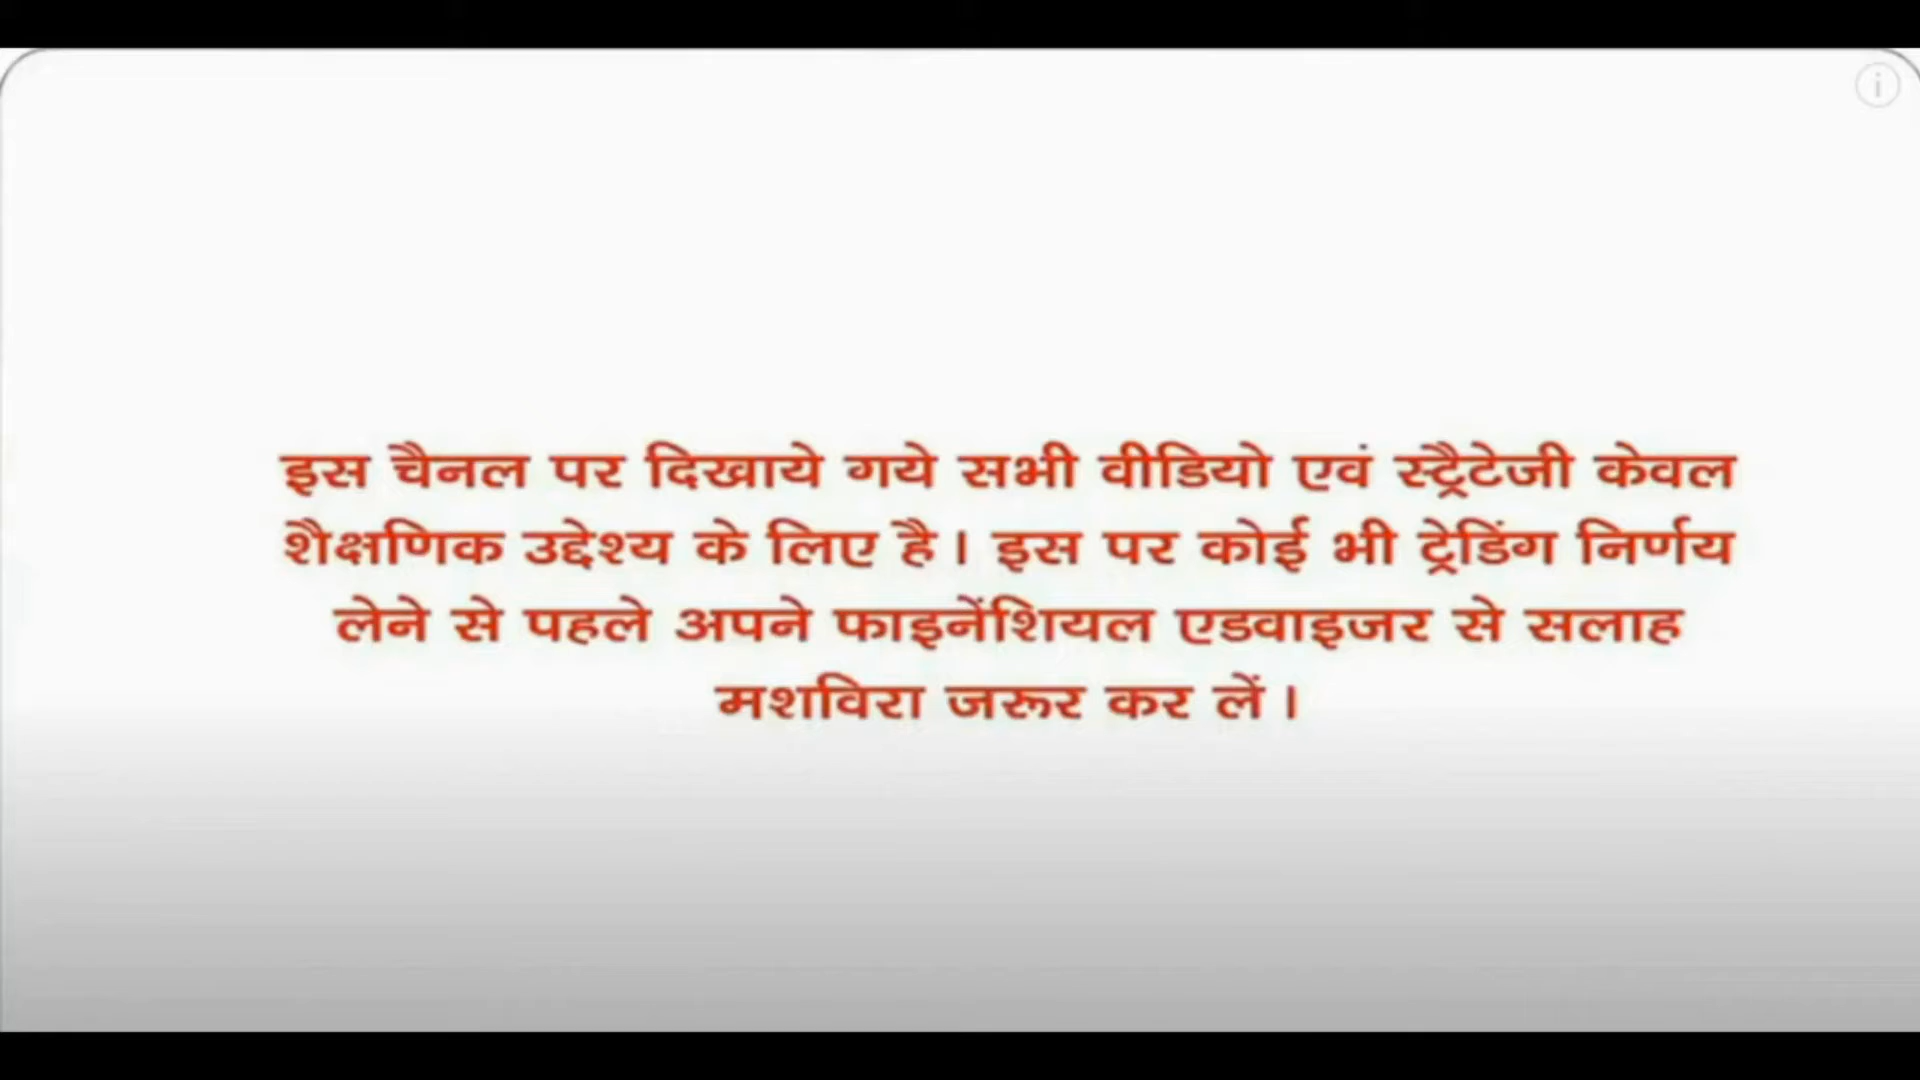 इस चैनल पर दिखाये गये सभी वीडियो एवं स्ट्रैटेजी केवल
शैक्षणिक उद्देश्य के लिए है। इस पर कोई भी ट्रेडिंग निर्णय
लेने से पहले अपने फाइनेंशियल एडवाइजर से सलाह
मशविरा जरूर कर लें।